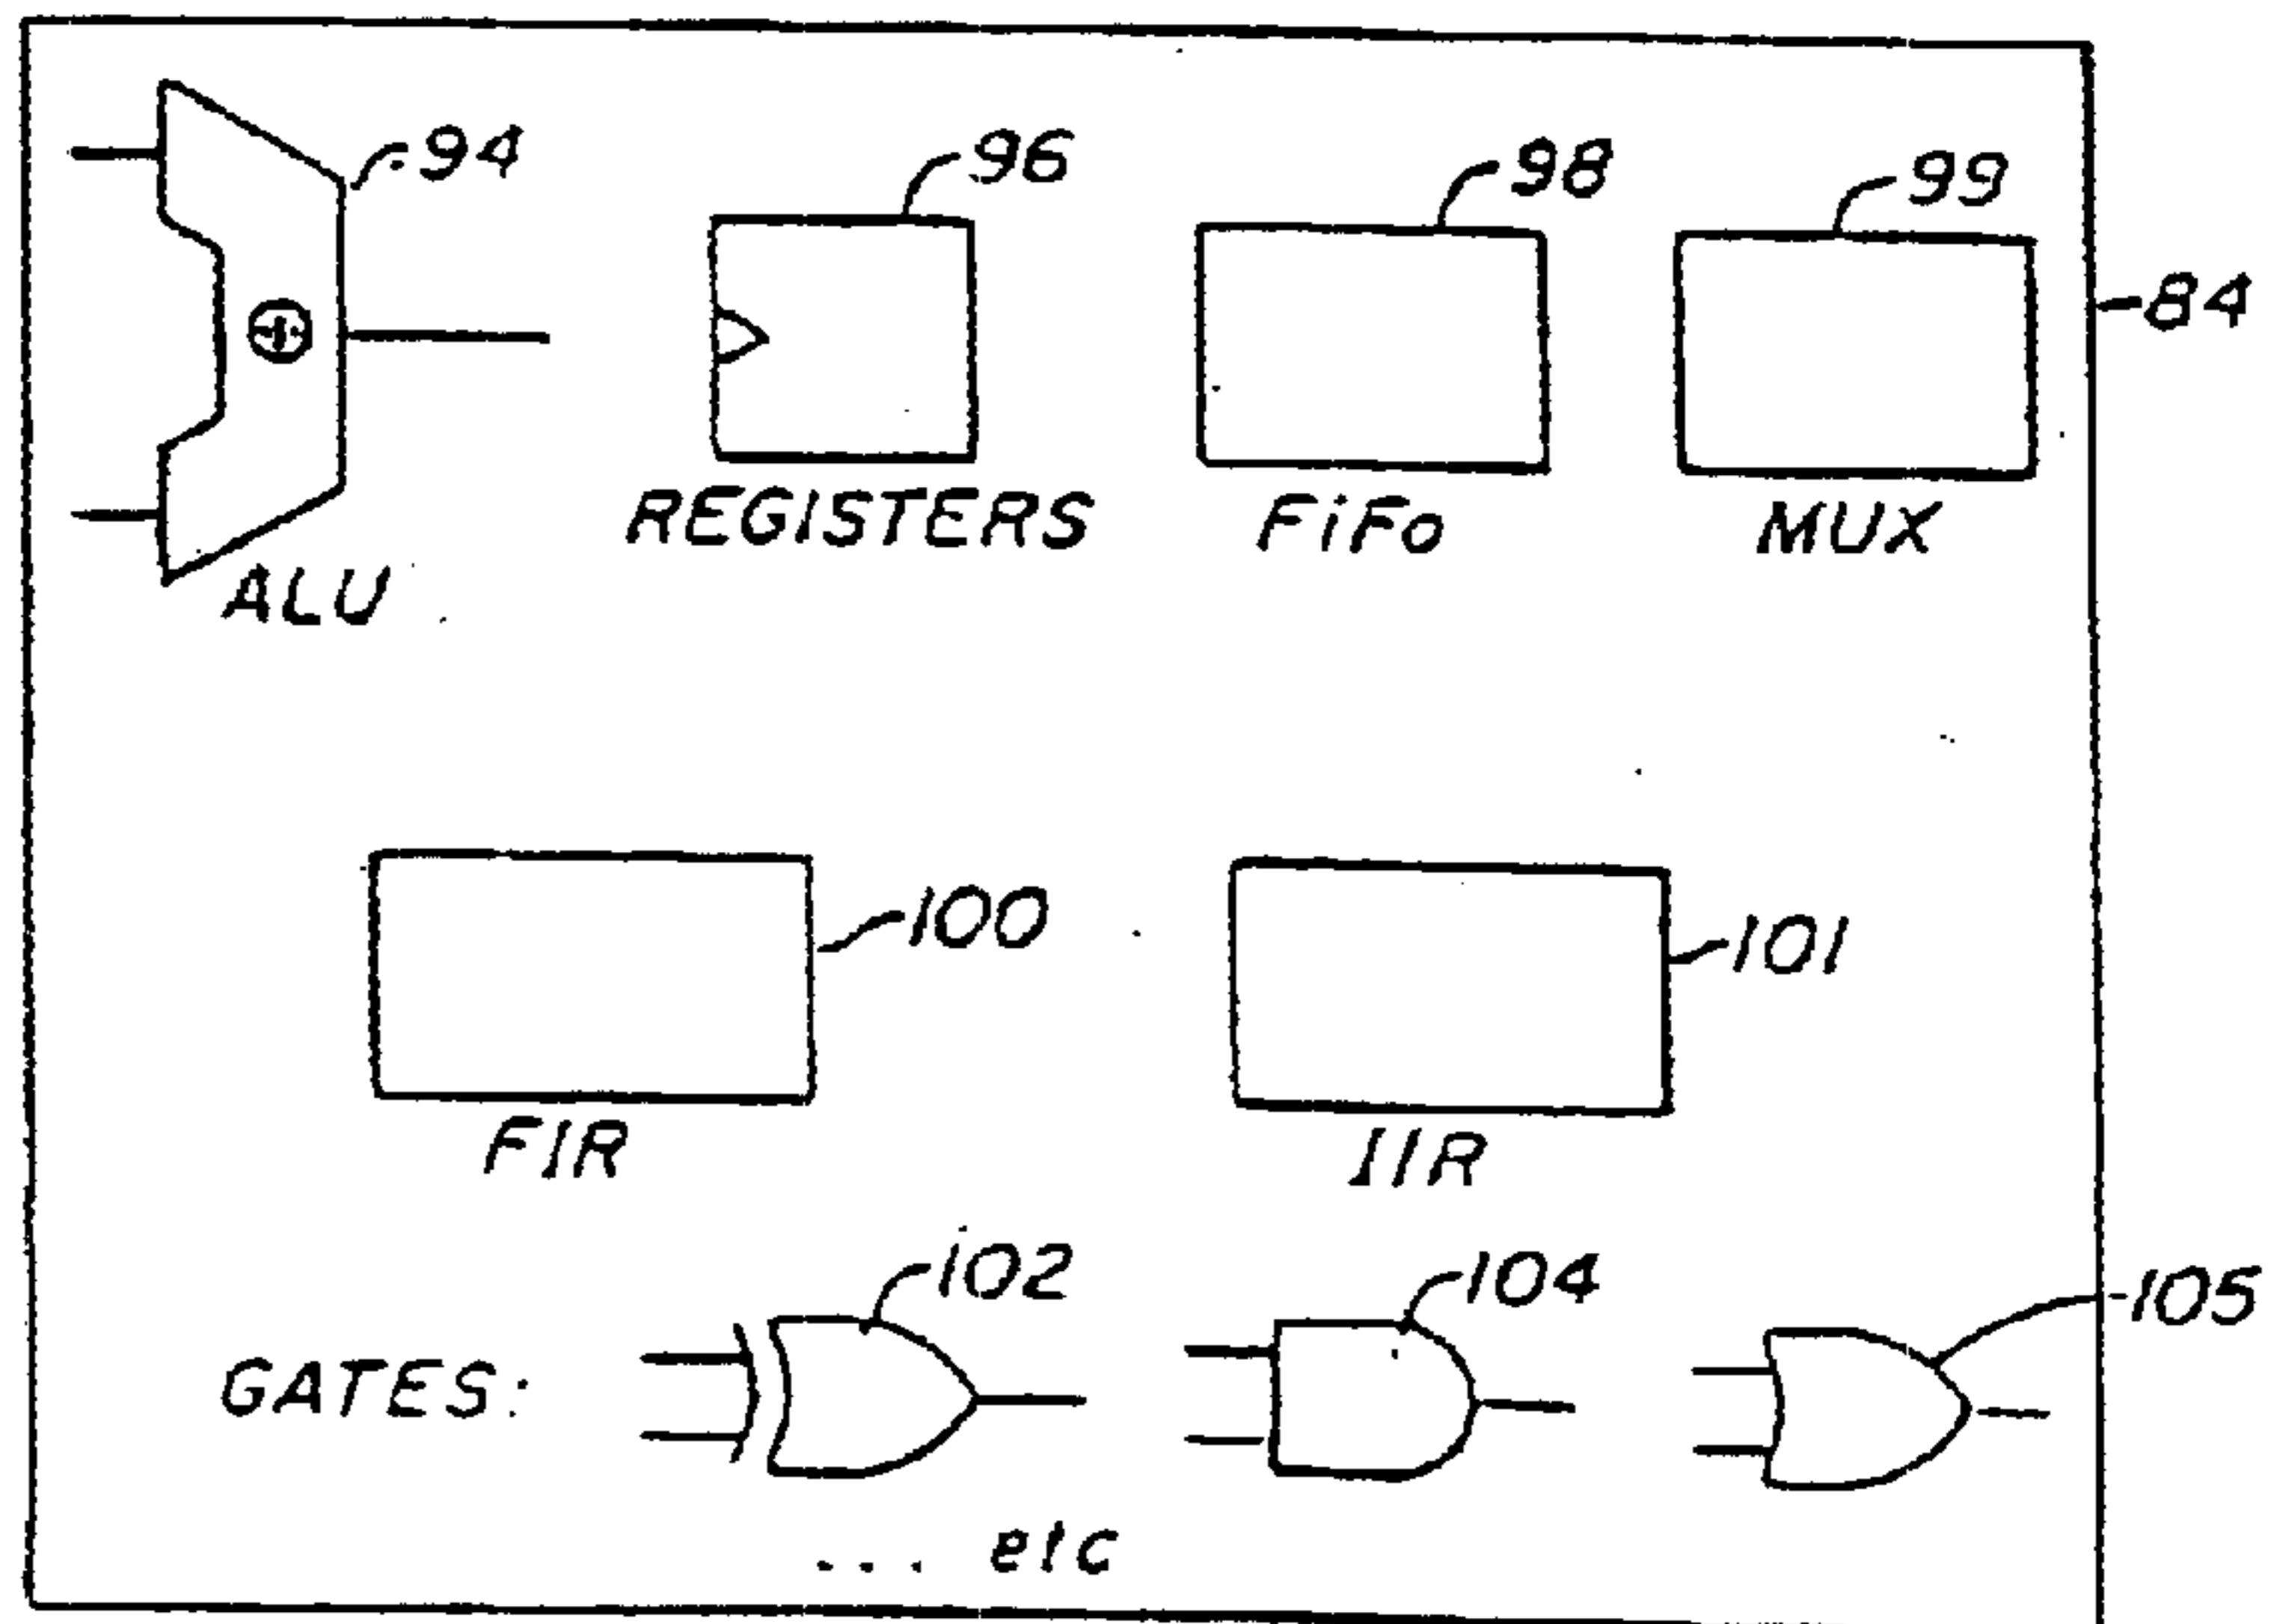 94
96
98
99
84
REGISTERS
FiFo
MUX
ALU
100
101
FIR
IIR
102
104
105
GATES:
... etc